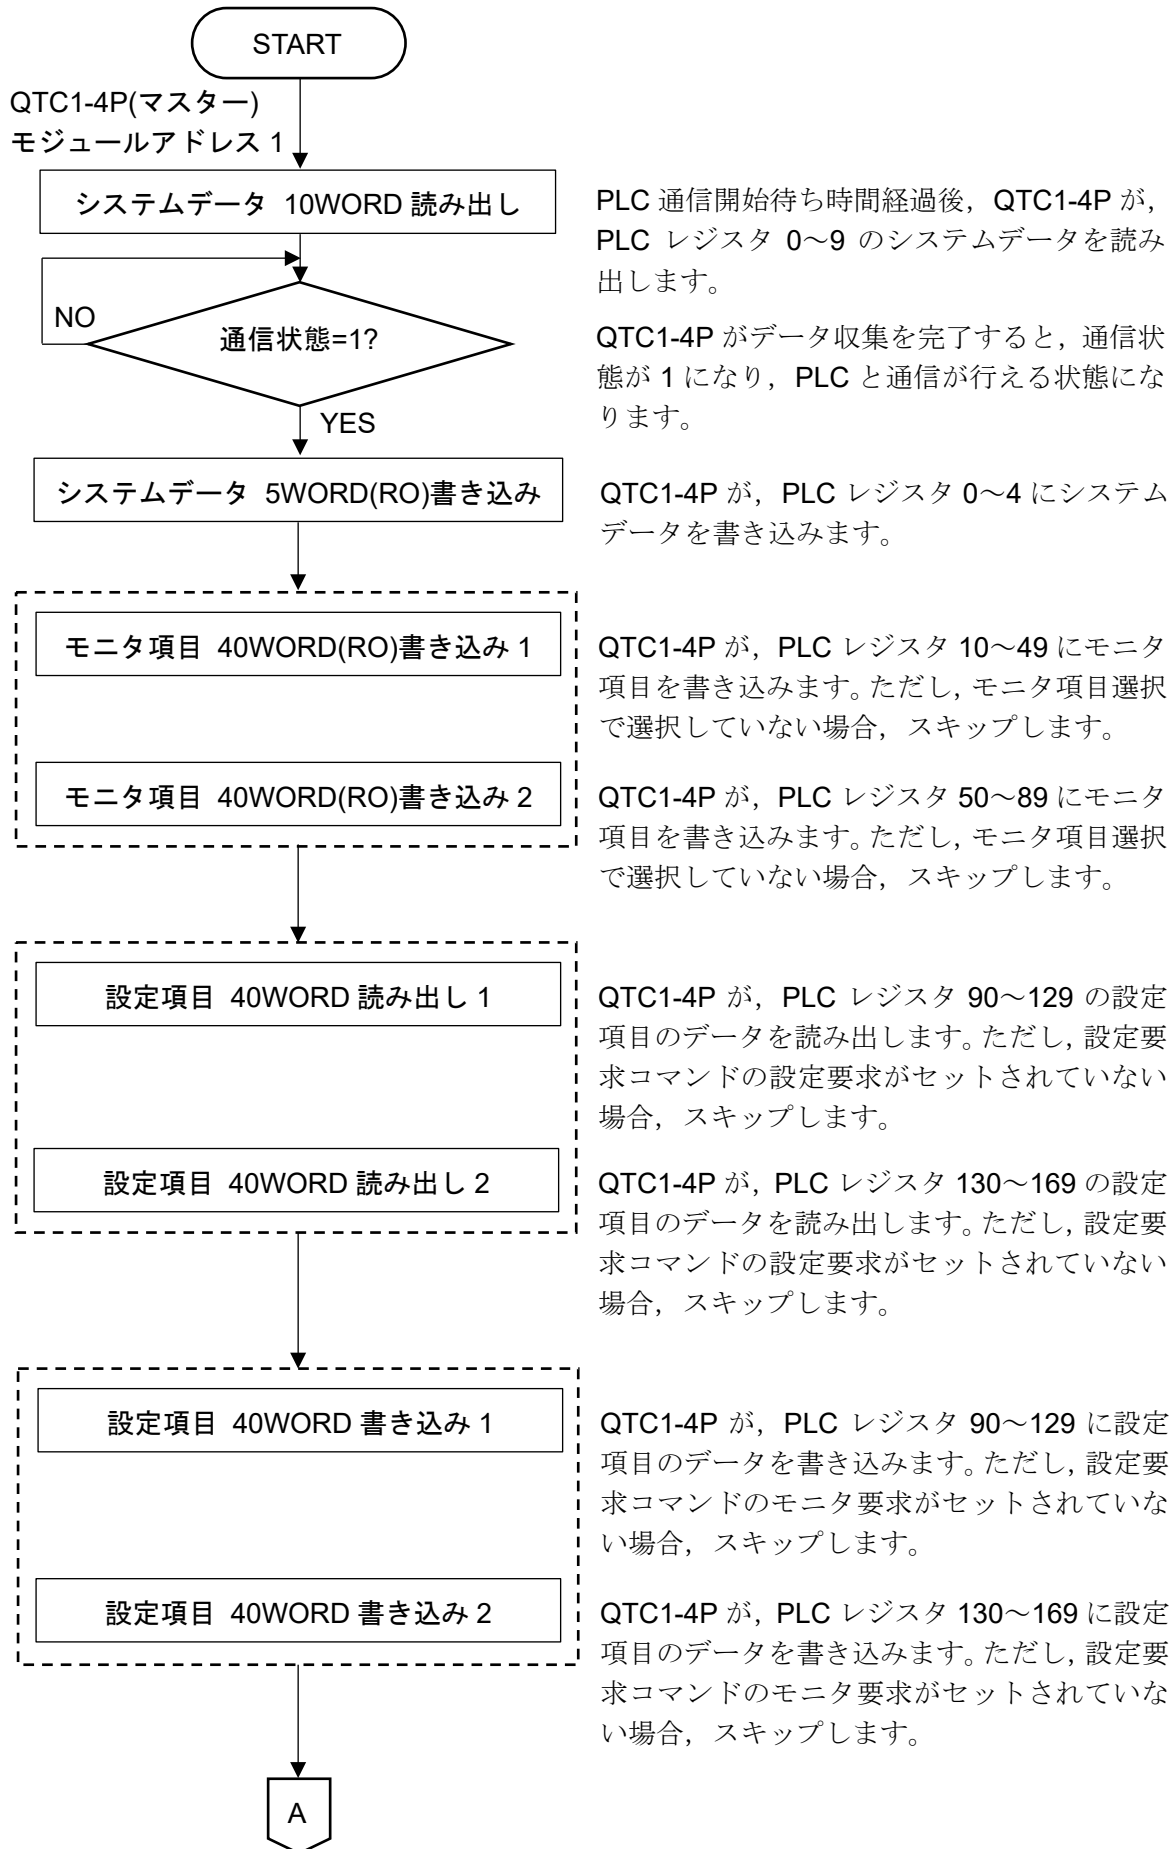 START
QTC1-4P(マスター)
モジュールアドレス 1
システムデータ 10WORD 読み出し
PLC 通信開始待ち時間経過後，QTC1-4P が，
PLC レジスタ 0～9 のシステムデータを読み
出します。
NO
通信状態=1?
YES
QTC1-4P がデータ収集を完了すると，通信状
態が 1 になり，PLC と通信が行える状態にな
ります。
システムデータ 5WORD(RO)書き込み
QTC1-4P が，PLC レジスタ 0～4 にシステム
データを書き込みます。
モニタ項目 40WORD(RO)書き込み 1
QTC1-4P が，PLC レジスタ 10～49 にモニタ
項目を書き込みます。ただし，モニタ項目選択
で選択していない場合，スキップします。
モニタ項目 40WORD(RO)書き込み 2
QTC1-4P が，PLC レジスタ 50～89 にモニタ
項目を書き込みます。ただし，モニタ項目選択
で選択していない場合，スキップします。
設定項目 40WORD 読み出し 1
QTC1-4P が，PLC レジスタ 90～129 の設定
項目のデータを読み出します。ただし，設定要
求コマンドの設定要求がセットされていない
場合，スキップします。
設定項目 40WORD 読み出し 2
QTC1-4P が，PLC レジスタ 130～169 の設定
項目のデータを読み出します。ただし，設定要
求コマンドの設定要求がセットされていない
場合，スキップします。
設定項目 40WORD 書き込み 1
QTC1-4P が，PLC レジスタ 90～129 に設定
項目のデータを書き込みます。ただし，設定要
求コマンドのモニタ要求がセットされていな
い場合，スキップします。
設定項目 40WORD 書き込み 2
QTC1-4P が，PLC レジスタ 130～169 に設定
項目のデータを書き込みます。ただし，設定要
求コマンドのモニタ要求がセットされていな
い場合，スキップします。
A